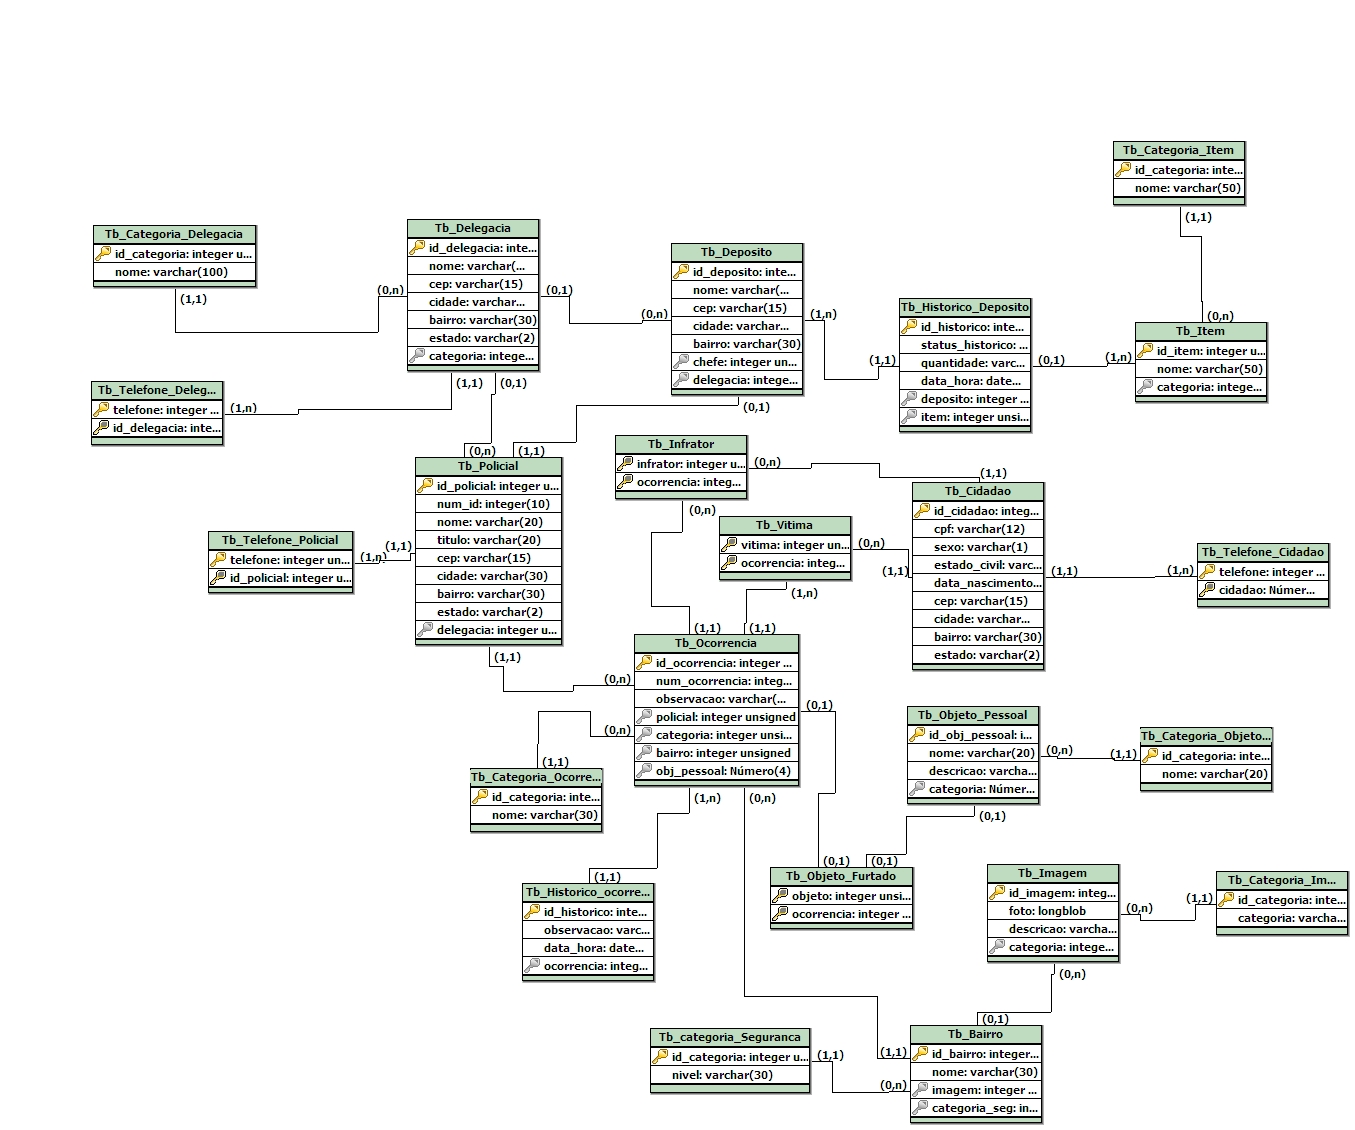 Tb_Categoria_Item
id_categoria: inte...
nome: varchar(50)
(1,1)
Tb_Categoria_Delegacia
id_categoria: integer u...
nome: varchar(100)
(1,1)
Tb_Delegacia
id_delegacia: inte...
nome: varchar(...
cep: varchar(15)
cidade: varchar...
bairro: varchar(30)
estado: varchar(2)
categoria: intege...
(0,n)
(0,1)
(1,1)
(0,1)
Tb_Deposito
id_deposito: inte...
nome: varchar(...
cep: varchar(15)
cidade: varchar...
bairro: varchar(30)
chefe: integer un...
delegacia: intege...
(0,n)
(1,n)
(0,1)
Tb_Historico_Deposito
id_historico: inte...
status_historico: ...
quantidade: varc...
data_hora: date...
deposito: integer ...
item: integer unsi...
(1,1)
(0,1)
(0,n)
Tb_Item
id_item: integer u...
nome: varchar(50)
categoria: intege...
(1,n)
Tb_Telefone_Deleg...
telefone: integer ...
id_delegacia: inte...
(1,n)
(0,n)
(1,1)
Tb_Policial
id_policial: integer u...
num_id: integer(10)
nome: varchar(20)
titulo: varchar(20)
cep: varchar(15)
cidade: varchar(30)
bairro: varchar(30)
estado: varchar(2)
delegacia: integer u...
(1,1)
(1,1)
Tb_Telefone_Policial
telefone: integer un...
id_policial: integer u...
(1,n)
Tb_Infrator
infrator: integer u...
ocorrencia: integ...
(0,n)
(0,n)
Tb_Vitima
vitima: integer un...
ocorrencia: integ...
(0,n)
(1,n)
(1,1)
Tb_Cidadao
id_cidadao: integ...
cpf: varchar(12)
sexo: varchar(1)
estado_civil: varc...
data_nascimento...
cep: varchar(15)
cidade: varchar...
bairro: varchar(30)
estado: varchar(2)
(1,1)
(1,1)
Tb_Telefone_Cidadao
telefone: integer ...
cidadao: Númer...
(1,n)
(1,1)
(1,1)
Tb_Ocorrencia
id_ocorrencia: integer ...
num_ocorrencia: integ...
observacao: varchar(...
policial: integer unsigned
categoria: integer unsi...
bairro: integer unsigned
obj_pessoal: Número(4)
(0,n)
(0,n)
(0,1)
(1,n)
(0,n)
(1,1)
Tb_Categoria_Ocorre...
id_categoria: inte...
nome: varchar(30)
Tb_Objeto_Pessoal
id_obj_pessoal: i...
nome: varchar(20)
descricao: varcha...
categoria: Númer...
(0,n)
(0,1)
Tb_Categoria_Objeto...
id_categoria: inte...
nome: varchar(20)
(1,1)
(1,1)
Tb_Historico_ocorre...
id_historico: inte...
observacao: varc...
data_hora: date...
ocorrencia: integ...
(0,1)
(0,1)
Tb_Objeto_Furtado
objeto: integer unsi...
ocorrencia: integer ...
Tb_Imagem
id_imagem: integ...
foto: longblob
descricao: varcha...
categoria: intege...
(0,n)
(0,n)
Tb_Categoria_Im...
id_categoria: inte...
categoria: varcha...
(1,1)
Tb_categoria_Seguranca
id_categoria: integer u...
nivel: varchar(30)
(1,1)
(0,1)
Tb_Bairro
id_bairro: integer...
nome: varchar(30)
imagem: integer ...
categoria_seg: in...
(1,1)
(0,n)